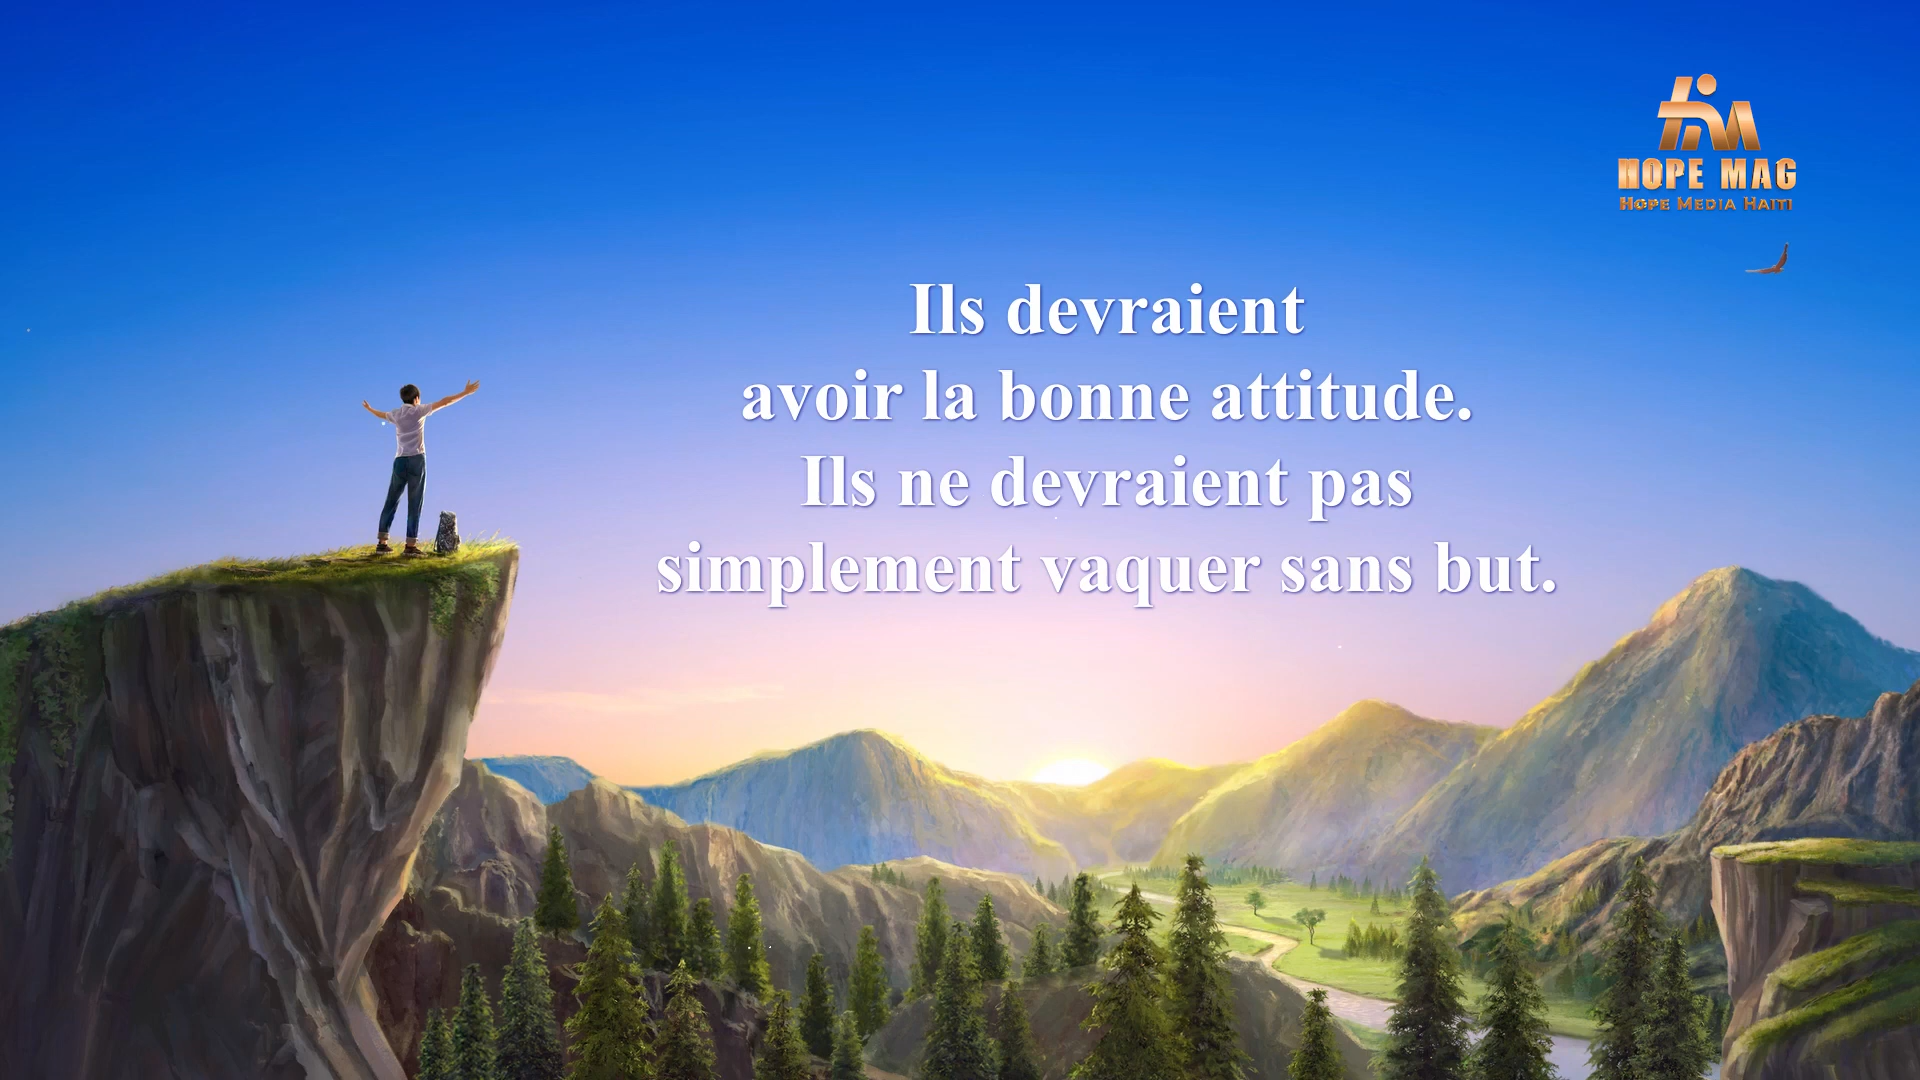 HOPE MAG
HOPE MEDIA HAITI
Ils devraient
avoir la bonne attitude.
Ils ne devraient pas
simplement vaquer sans but.